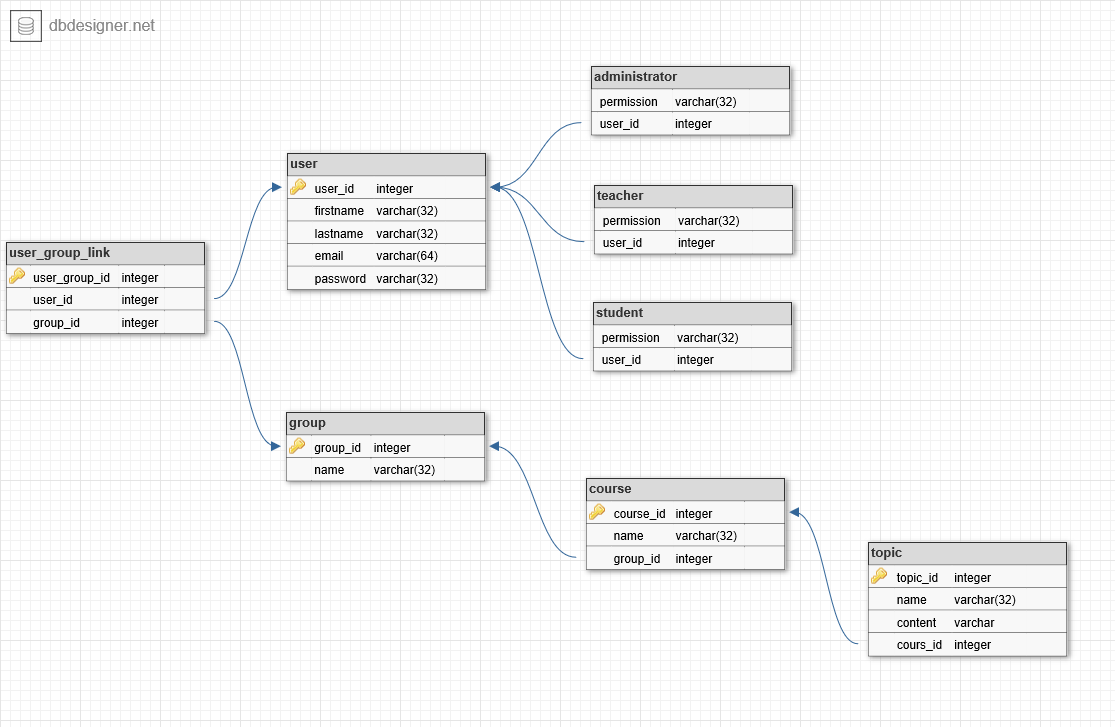 dbdesigner.net
administrator
permission varchar(32)
user_id integer
user
user_id integer
firstname varchar(32)
lastname varchar(32)
email varchar(64)
password varchar(32)
teacher
permission varchar(32)
user_id integer
user_group_link
user_group_id integer
user_id integer
group_id integer
student
permission varchar(32)
user_id integer
group
group_id integer
name varchar(32)
course
course_id integer
name varchar(32)
group_id integer
topic
topic_id integer
name varchar(32)
content varchar
cours_id integer